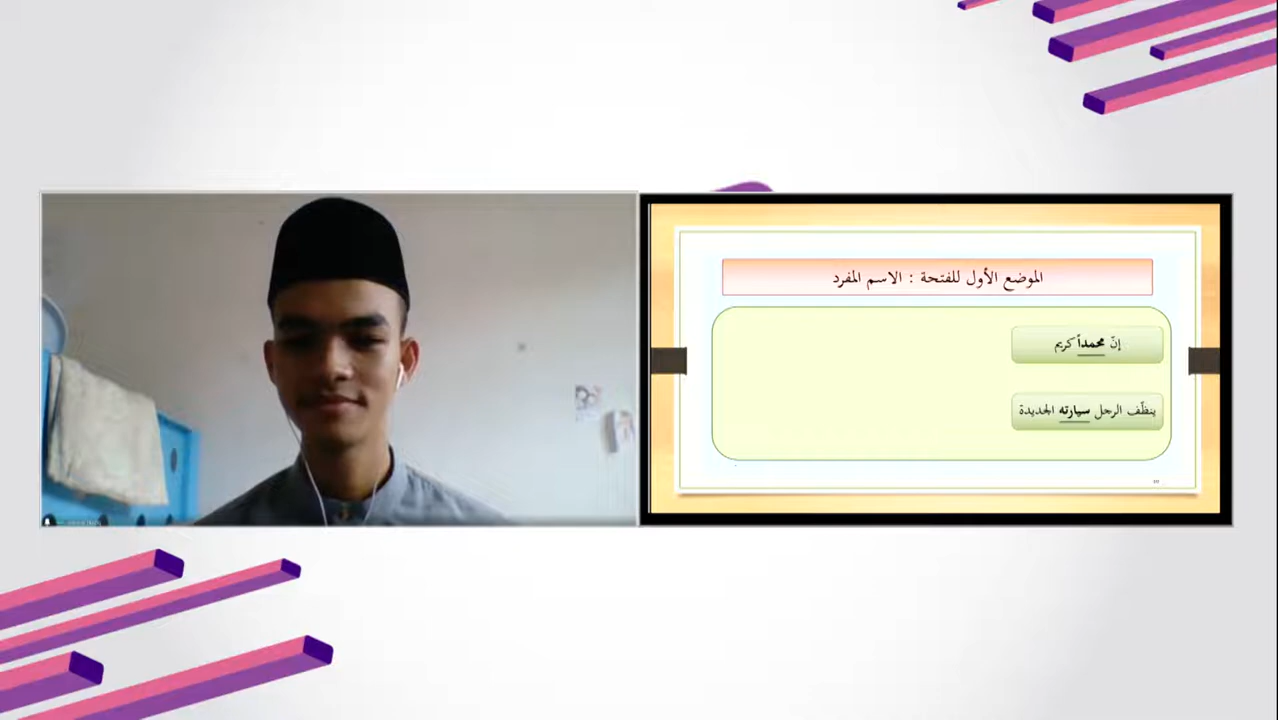 الموضع الأول للفتحة : الاسم المفرد
إنّ محمداً كريم
ينظّف الرجل سيارته الجديدة